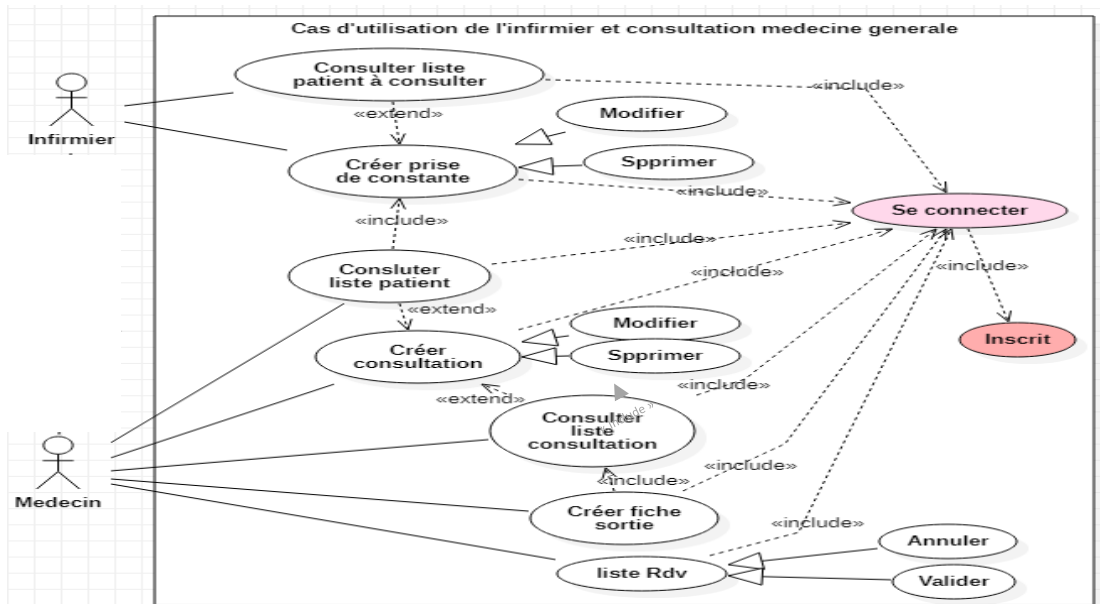 Cas d'utilisation de l'infirmier et consultation medecine generale
Consulter liste
patient à consulter
«include»
«extend»
Modifier
Infirmier
Créer prise
de constante
Spprimer
«include»
Se connecter
«include»
«include»
Consluter
liste patient
«include»
«include»
«extend»
Modifier
Créer
consultation
Spprimer
Inscrit
«include»
«extend»
Consulter
liste
consultation
«include»
Medecin
«include»
«include»
Créer fiche
sortie
«include»
Annuler
liste Rdv
Valider